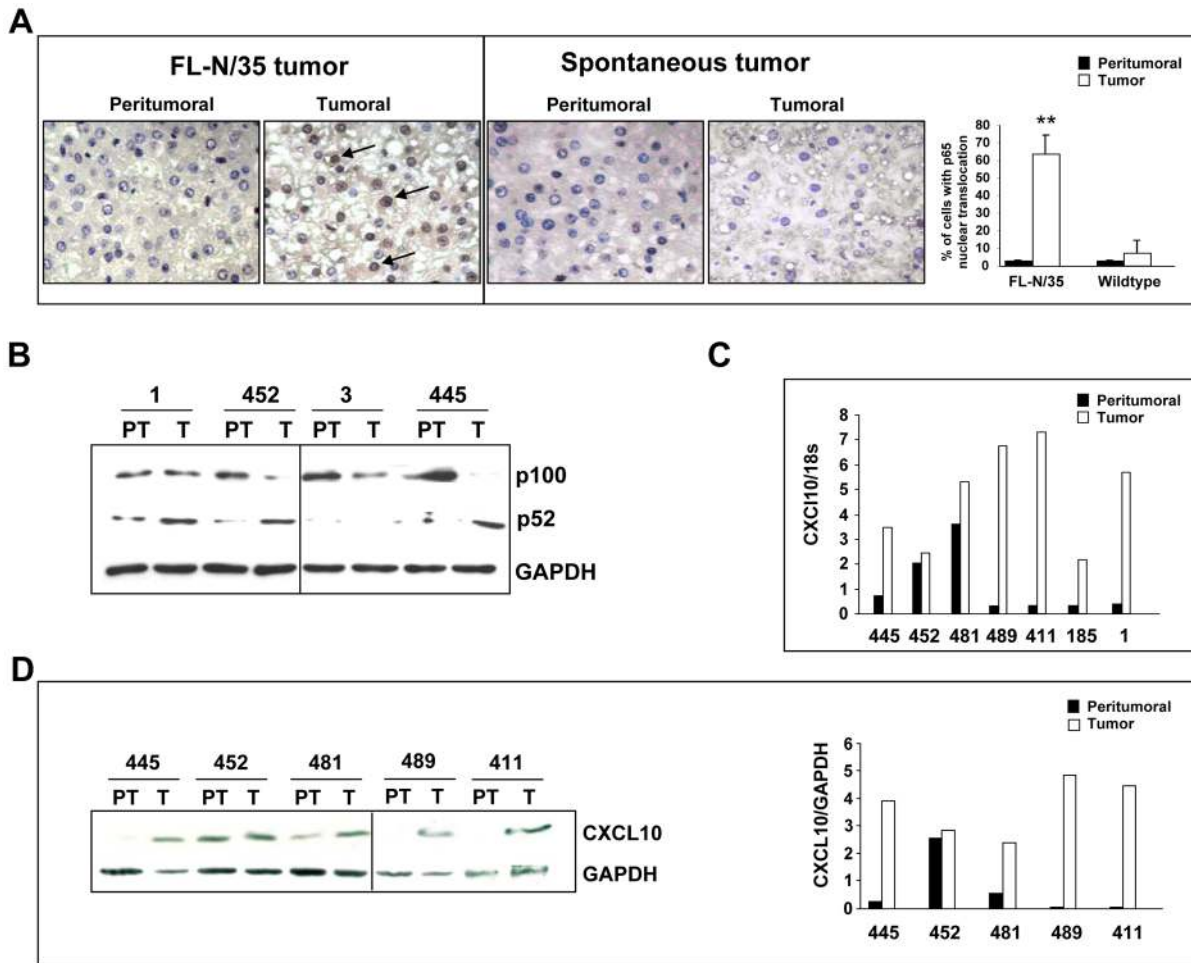 A
FL-N/35 tumor
Peritumoral Tumoral
Spontaneous tumor
Peritumoral Tumoral
Peritumoral
Tumor
% of cells with p65
nuclear translocation
80
70
60
50
40
30
20
10
0
**
FL-N/35 Wildtype
B
1 452 3 445
PT T PT T PT T PT T
p100
p52
GAPDH
C
Peritumoral
Tumor
CXCl10/18s
8
7
6
5
4
3
2
1
0
445 452 481 489 411 185 1
D
445 452 481 489 411
PT T PT T PT T PT T PT T
CXCL10
GAPDH
Peritumoral
Tumor
CXCL10/GAPDH
6
5
4
3
2
1
0
445 452 481 489 411